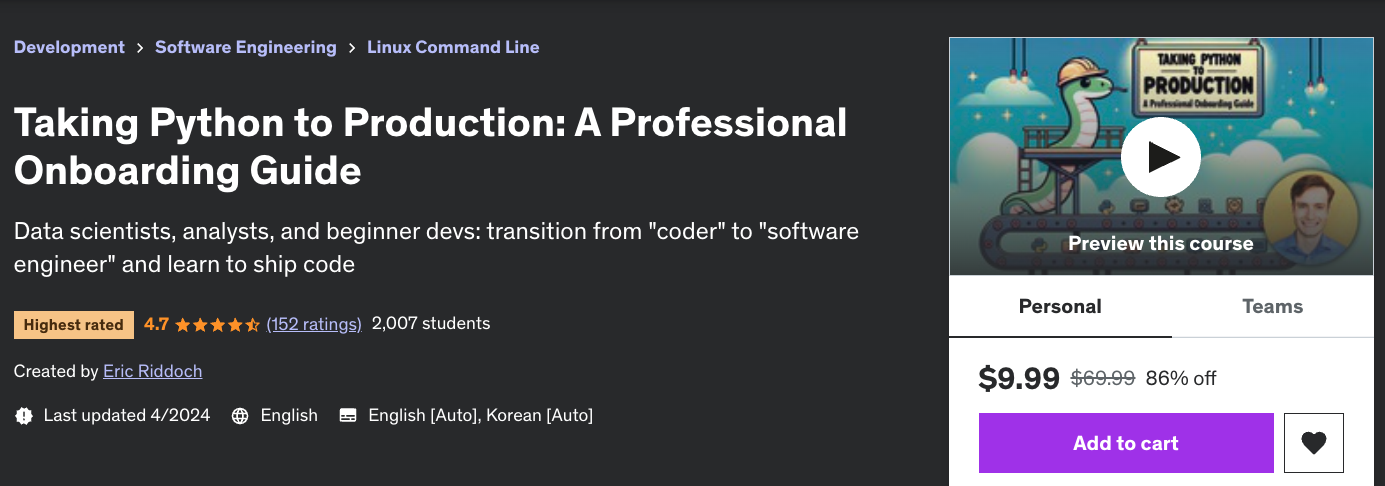 Development > Software Engineering > Linux Command Line
Taking Python to Production: A Professional
Onboarding Guide
Data scientists, analysts, and beginner devs: transition from "coder" to "software
engineer" and learn to ship code
Highest rated 4.7 (152 ratings) 2,007 students
Created by Eric Riddoch
Last updated 4/2024 English English [Auto], Korean [Auto]
TAKING PYTHON
TO
PRODUCTION
A Professional Onboarding Guide
Preview this course
Personal Teams
$9.99 $69.99 86% off
Add to cart